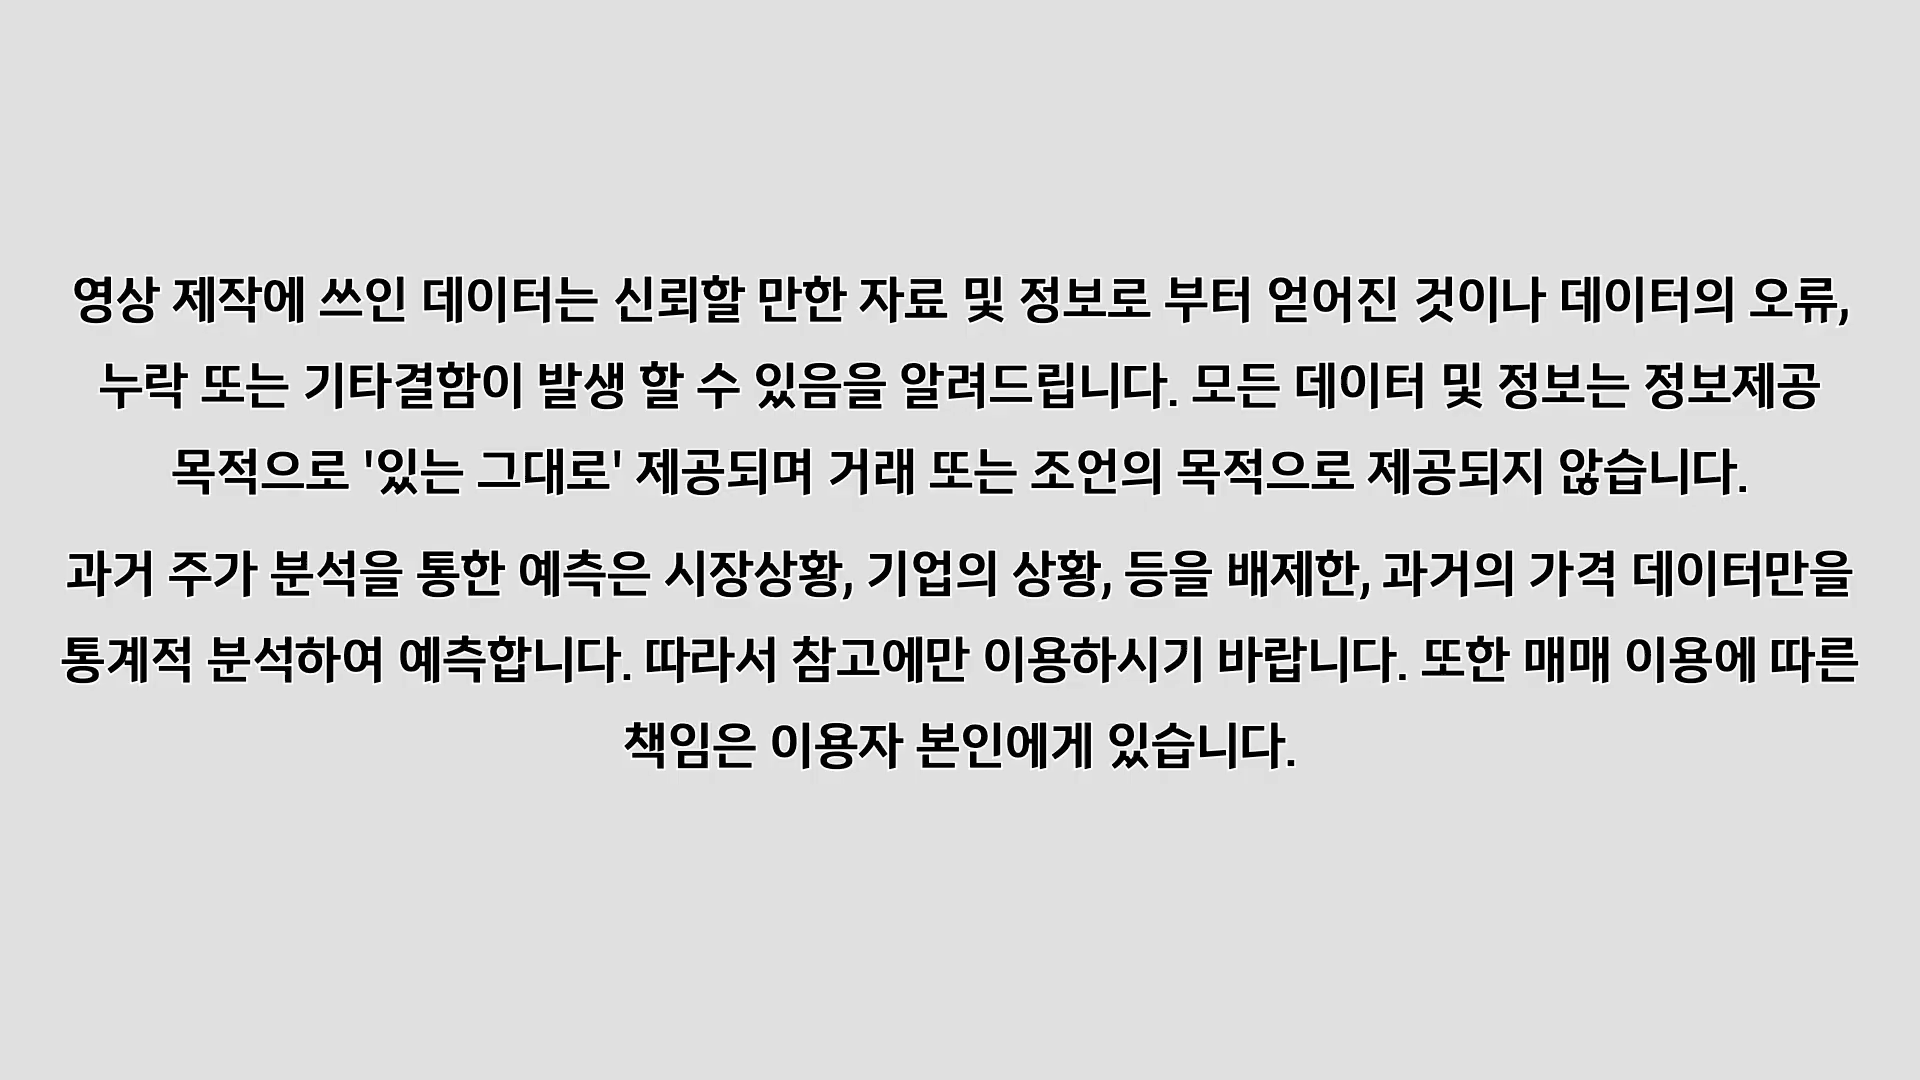 영상 제작에 쓰인 데이터는 신뢰할 만한 자료 및 정보로 부터 얻어진 것이나 데이터의 오류,
누락 또는 기타결함이 발생 할 수 있음을 알려드립니다. 모든 데이터 및 정보는 정보제공
목적으로 '있는 그대로' 제공되며 거래 또는 조언의 목적으로 제공되지 않습니다.
과거 주가 분석을 통한 예측은 시장상황, 기업의 상황, 등을 배제한, 과거의 가격 데이터만을
통계적 분석하여 예측합니다. 따라서 참고에만 이용하시기 바랍니다. 또한 매매 이용에 따른
책임은 이용자 본인에게 있습니다.